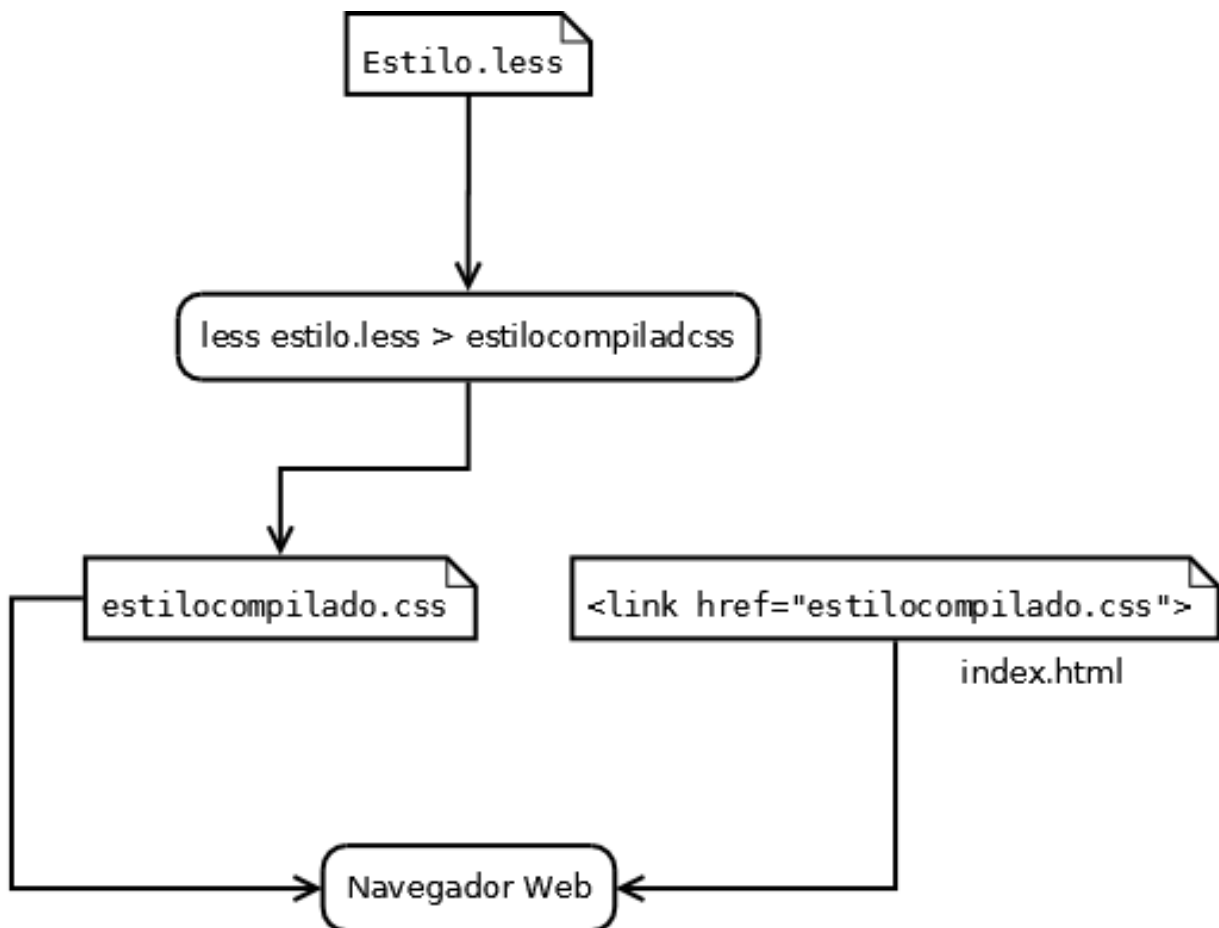 Estilo.less
less estilo.less > estilocompiladcss
estilocompilado.css
<link href="estilocompilado.css">
index.html
Navegador Web